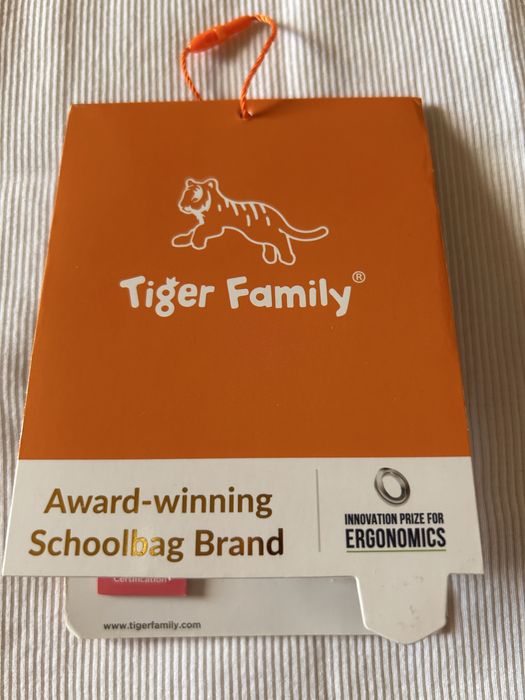 Tiger Family®
Award-winning
Schoolbag Brand
INNOVATION PRIZE FOR
ERGONOMICS
Certification
www.tigerfamily.com